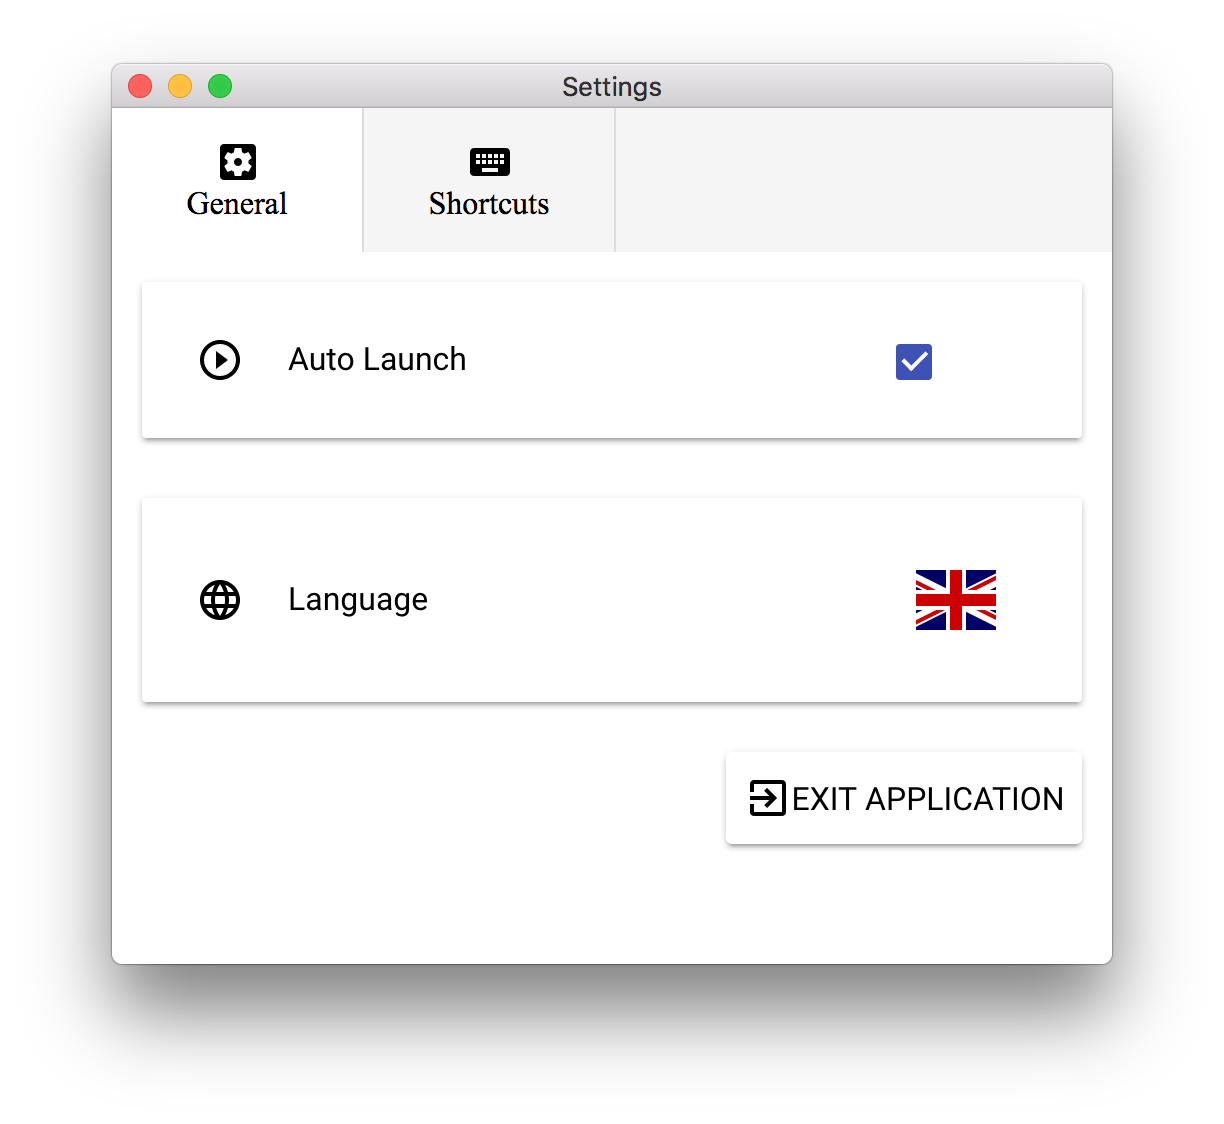 Settings
General
Shortcuts
Auto Launch
Language
EXIT APPLICATION